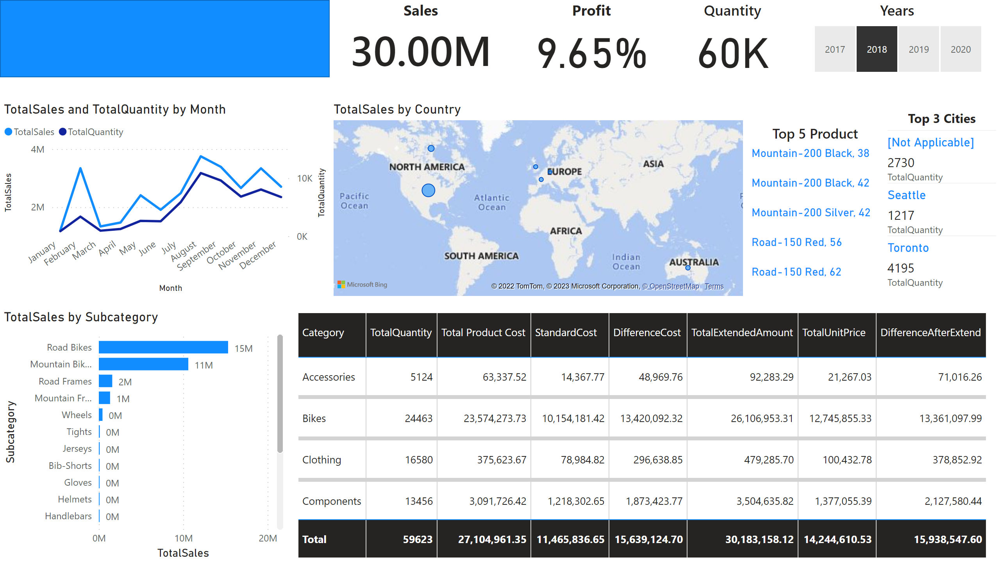 Sales
Profit
Quantity
Years
30.00M
9.65%
60K
2017 2018 2019 2020
TotalSales and TotalQuantity by Month
TotalSales TotalQuantity
4M
2M
TotalSales
10K
0K
TotalQuantity
January
February
March
April
May
June
July
August
September
October
November
December
Month
TotalSales by Country
NORTH AMERICA
EUROPE
ASIA
Pacific
Ocean
Atlantic
Ocean
AFRICA
SOUTH AMERICA
Indian
Ocean
AUSTRALIA
Microsoft Bing
© 2022 TomTom, © 2023 Microsoft Corporation, © OpenStreetMap Terms
Top 5 Product
Mountain-200 Black, 38
Mountain-200 Black, 42
Mountain-200 Silver, 42
Road-150 Red, 56
Road-150 Red, 62
Top 3 Cities
[Not Applicable]
2730
TotalQuantity
Seattle
1217
TotalQuantity
Toronto
4195
TotalQuantity
TotalSales by Subcategory
Subcategory
Road Bikes 15M
Mountain Bik... 11M
Road Frames 2M
Mountain Fr... 1M
Wheels 0M
Tights 0M
Jerseys 0M
Bib-Shorts 0M
Gloves 0M
Helmets 0M
Handlebars 0M
0M 10M 20M
TotalSales
Category TotalQuantity Total Product Cost StandardCost DifferenceCost TotalExtendedAmount TotalUnitPrice DifferenceAfterExtend
Accessories 5124 63,337.52 14,367.77 48,969.76 92,283.29 21,267.03 71,016.26
Bikes 24463 23,574,273.73 10,154,181.42 13,420,092.32 26,106,953.31 12,745,855.33 13,361,097.99
Clothing 16580 375,623.67 78,984.82 296,638.85 479,285.70 100,432.78 378,852.92
Components 13456 3,091,726.42 1,218,302.65 1,873,423.77 3,504,635.82 1,377,055.39 2,127,580.44
Total 59623 27,104,961.35 11,465,836.65 15,639,124.70 30,183,158.12 14,244,610.53 15,938,547.60